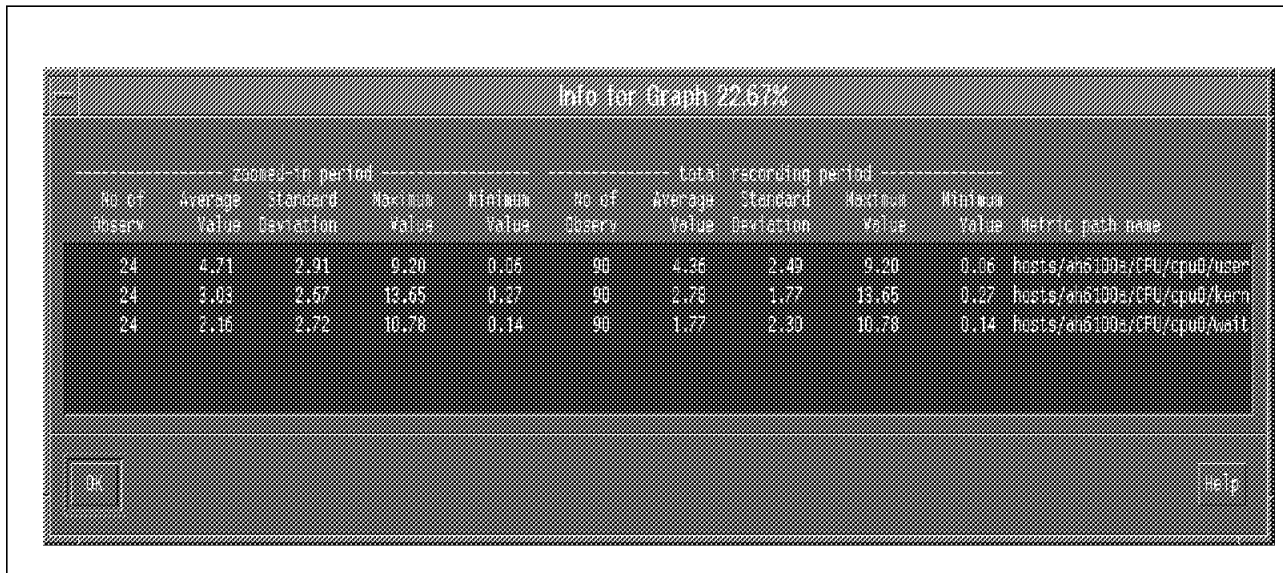 Info for Graph 22.67%
---------------- zoomed-in period ---------------- ---------------- total recording period ----------------
No of Average Standard Maximum Minimum No of Average Standard Maximum Minimum
Observ Value Deviation Value Value Observ Value Deviation Value Value Metric path name
24 4.71 2.91 9.20 0.06 90 4.36 2.49 9.20 0.06 hosts/ah6100a/CPU/cpu0/user
24 3.03 2.67 13.65 0.27 90 2.78 1.77 13.65 0.27 hosts/ah6100a/CPU/cpu0/kern
24 2.16 2.72 10.78 0.14 90 1.77 2.30 10.78 0.14 hosts/ah6100a/CPU/cpu0/wait
OK Help